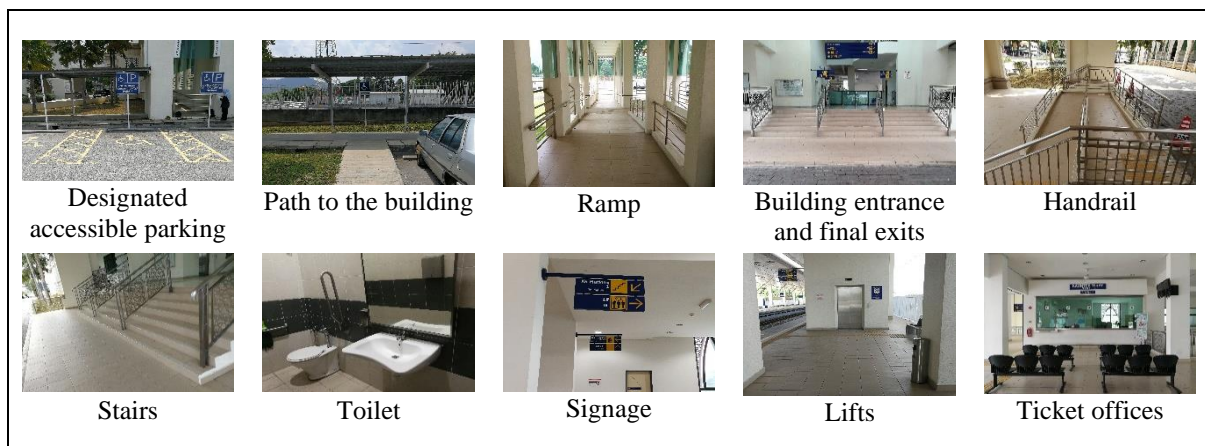 Designated
accessible parking
Path to the building
Ramp
Building entrance
and final exits
Handrail
Stairs
Toilet
Signage
Lifts
Ticket offices